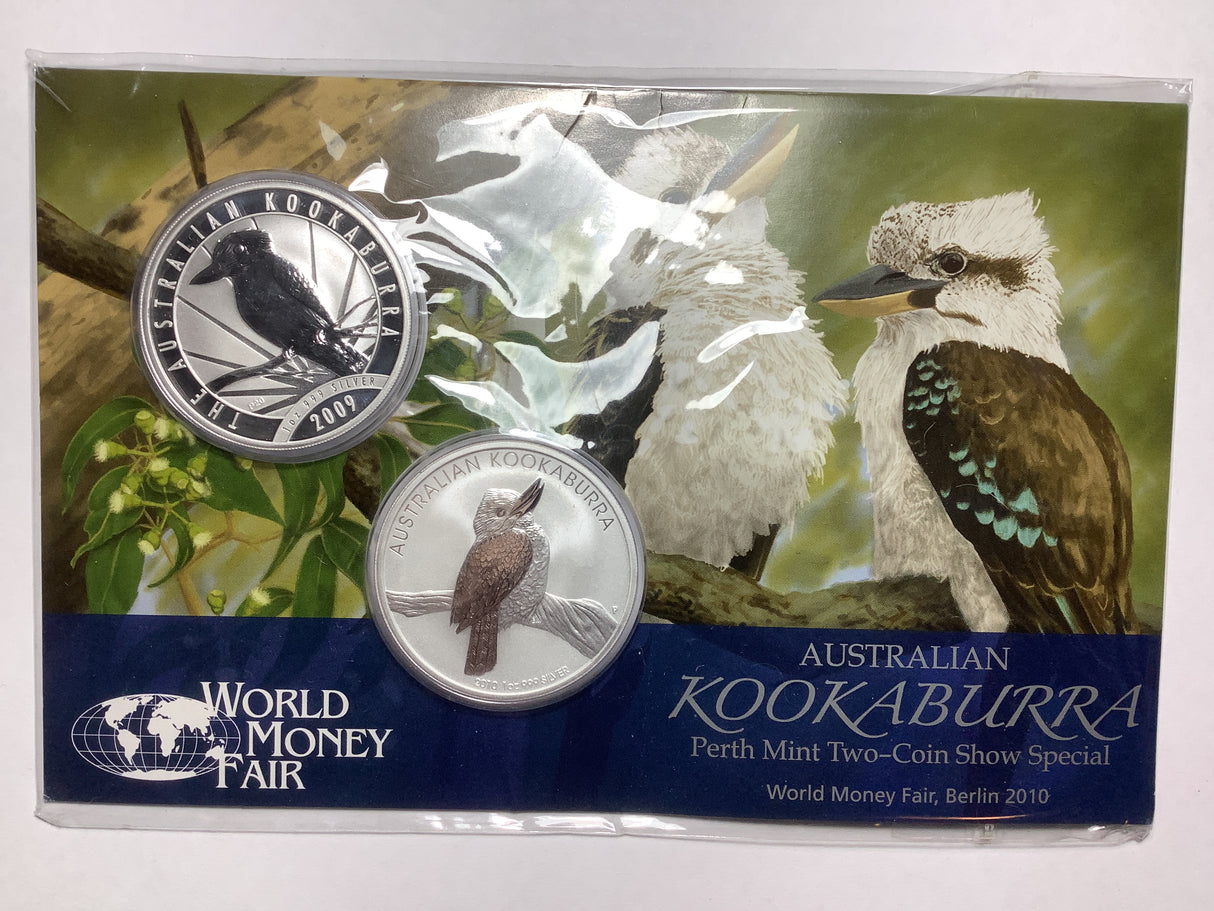 THE AUSTRALIAN KOOKABURRA
1oz 999 SILVER
2009
AUSTRALIAN KOOKABURRA
2010 1oz 999 SILVER
WORLD
MONEY
FAIR
AUSTRALIAN
KOOKABURRA
Perth Mint Two-Coin Show Special
World Money Fair, Berlin 2010